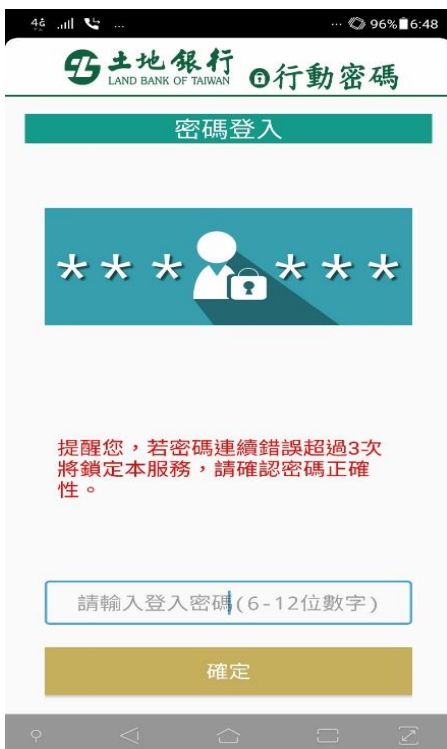 4G ... ... 96% 6:48
土地銀行 行動密碼
LAND BANK OF TAIWAN
密碼登入
***
***
提醒您，若密碼連續錯誤超過3次
將鎖定本服務，請確認密碼正確
性。
請輸入登入密碼(6-12位數字)
確定